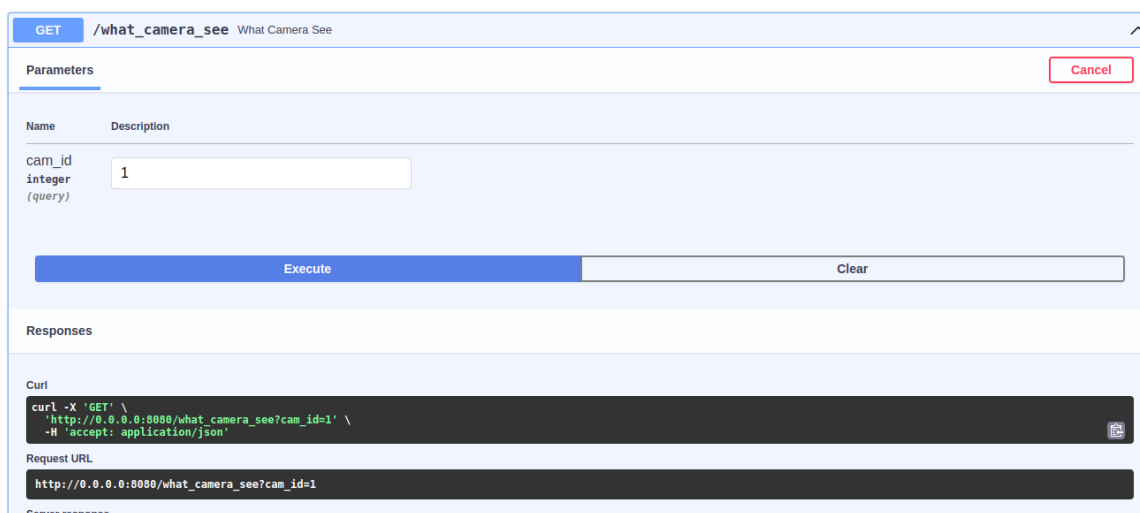 GET /what_camera_see What Camera See
Parameters
Cancel
Name Description
cam_id
integer
(query)
1
Execute
Clear
Responses
Curl
curl -X 'GET' \
'http://0.0.0.0:8080/what_camera_see?cam_id=1' \
-H 'accept: application/json'
Request URL
http://0.0.0.0:8080/what_camera_see?cam_id=1
Server response